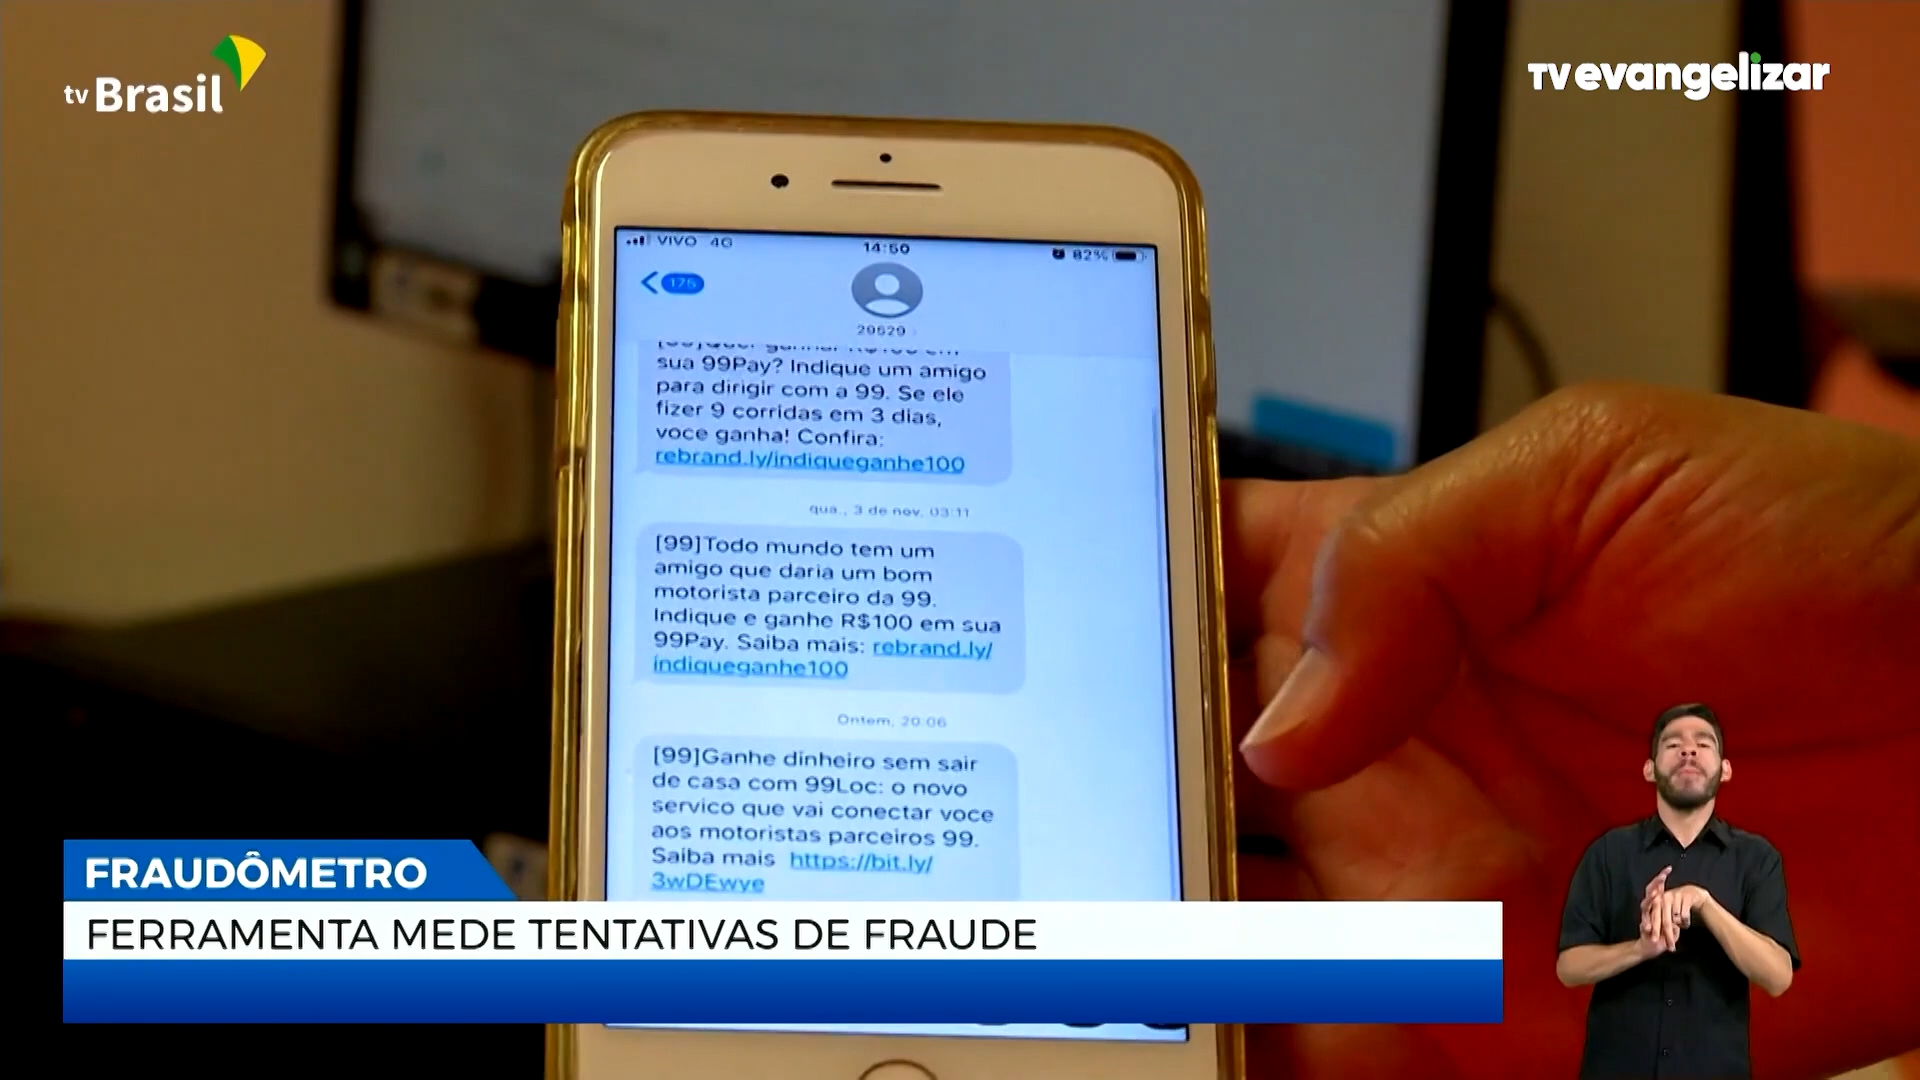 tv Brasil
TV evangelizar
VIVO 4G
14:50
82%
175
29529
sua 99Pay? Indique um amigo
para dirigir com a 99. Se ele
fizer 9 corridas em 3 dias,
voce ganha! Confira:
rebrand.ly/indiqueganhe100
qua., 3 de nov, 03:11
[99]Todo mundo tem um
amigo que daria um bom
motorista parceiro da 99.
Indique e ganhe R$100 em sua
99Pay. Saiba mais: rebrand.ly/
indiqueganhe100
Ontem, 20:06
[99]Ganhe dinheiro sem sair
de casa com 99Loc: o novo
servico que vai conectar voce
aos motoristas parceiros 99.
Saiba mais https://bit.ly/
3wDEwye
FRAUDÔMETRO
FERRAMENTA MEDE TENTATIVAS DE FRAUDE